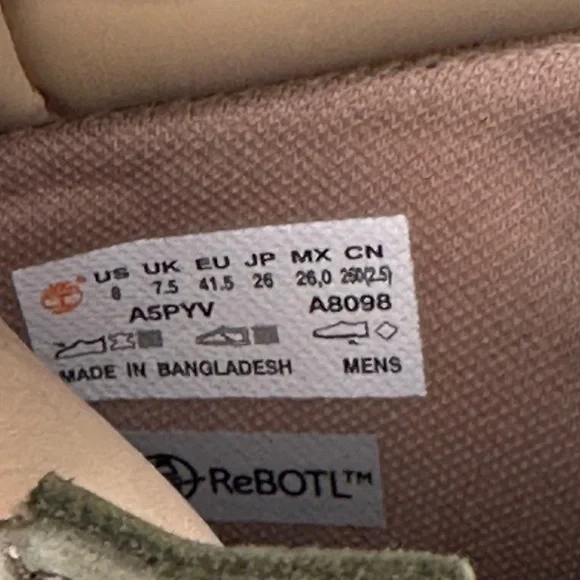 US UK EU JP MX CN
8 7.5 41.5 26 26,0 260(2.5)
A5PYV A8098
MADE IN BANGLADESH MENS
ReBOTL™